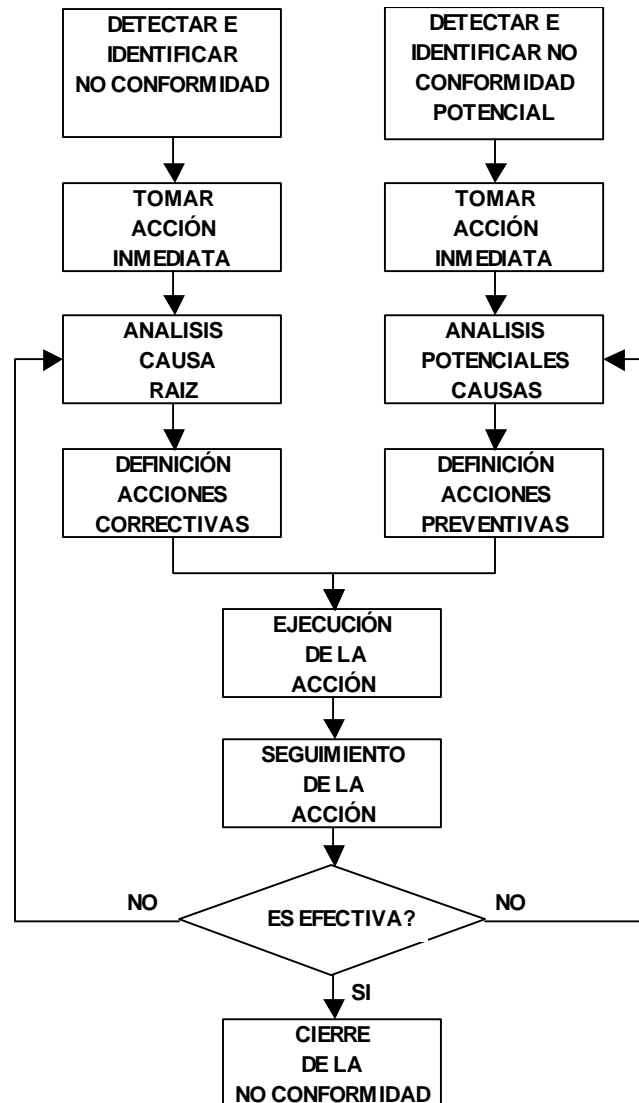 DETECTAR E
IDENTIFICAR
NO CONFORMIDAD
DETECTAR E
IDENTIFICAR NO
CONFORMIDAD
POTENCIAL
TOMAR
ACCIÓN
INMEDIATA
TOMAR
ACCIÓN
INMEDIATA
ANALISIS
CAUSA
RAIZ
ANALISIS
POTENCIALES
CAUSAS
DEFINICIÓN
ACCIONES
CORRECTIVAS
DEFINICIÓN
ACCIONES
PREVENTIVAS
EJECUCIÓN
DE LA
ACCIÓN
SEGUIMIENTO
DE LA
ACCIÓN
NO
ES EFECTIVA?
NO
SI
CIERRE
DE LA
NO CONFORMIDAD